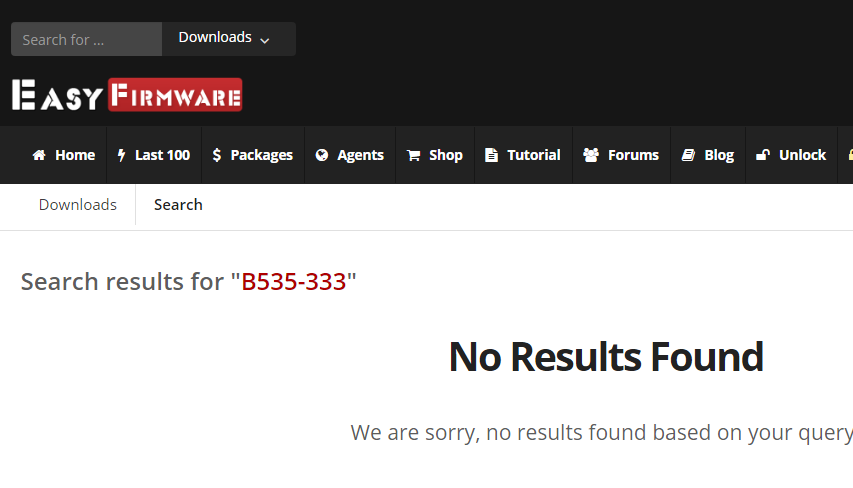 Search for ...
Downloads
EASY FIRMWARE
Home Last 100 Packages Agents Shop Tutorial Forums Blog Unlock
Downloads Search
Search results for "B535-333"
No Results Found
We are sorry, no results found based on your query